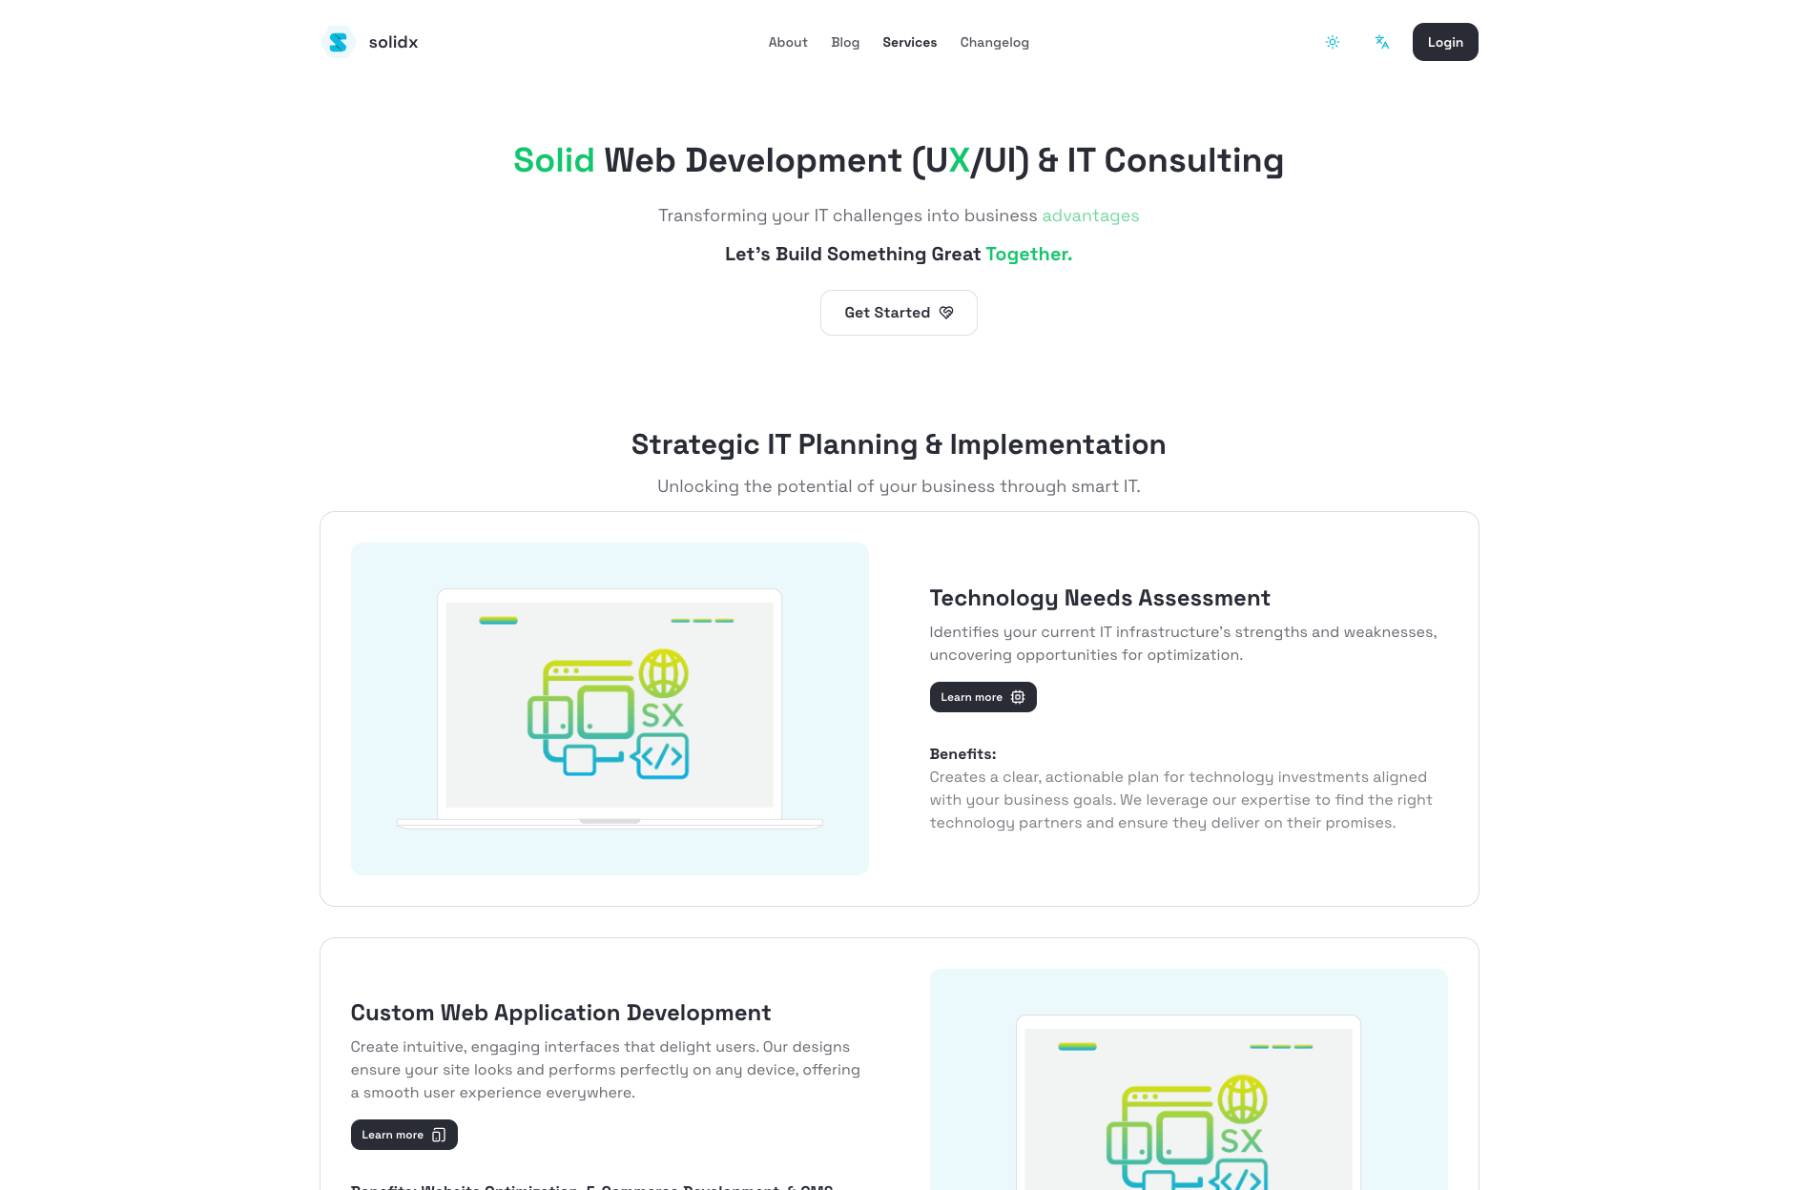 solidx
About
Blog
Services
Changelog
Login
Solid Web Development (UX/UI) & IT Consulting
Transforming your IT challenges into business advantages
Let's Build Something Great Together.
Get Started
Strategic IT Planning & Implementation
Unlocking the potential of your business through smart IT.
SX
Technology Needs Assessment
Identifies your current IT infrastructure's strengths and weaknesses,
uncovering opportunities for optimization.
Learn more
Benefits:
Creates a clear, actionable plan for technology investments aligned
with your business goals. We leverage our expertise to find the right
technology partners and ensure they deliver on their promises.
Custom Web Application Development
Create intuitive, engaging interfaces that delight users. Our designs
ensure your site looks and performs perfectly on any device, offering
a smooth user experience everywhere.
Learn more
Benefits: Website Optimization, E-Commerce Development, & CMS
SX